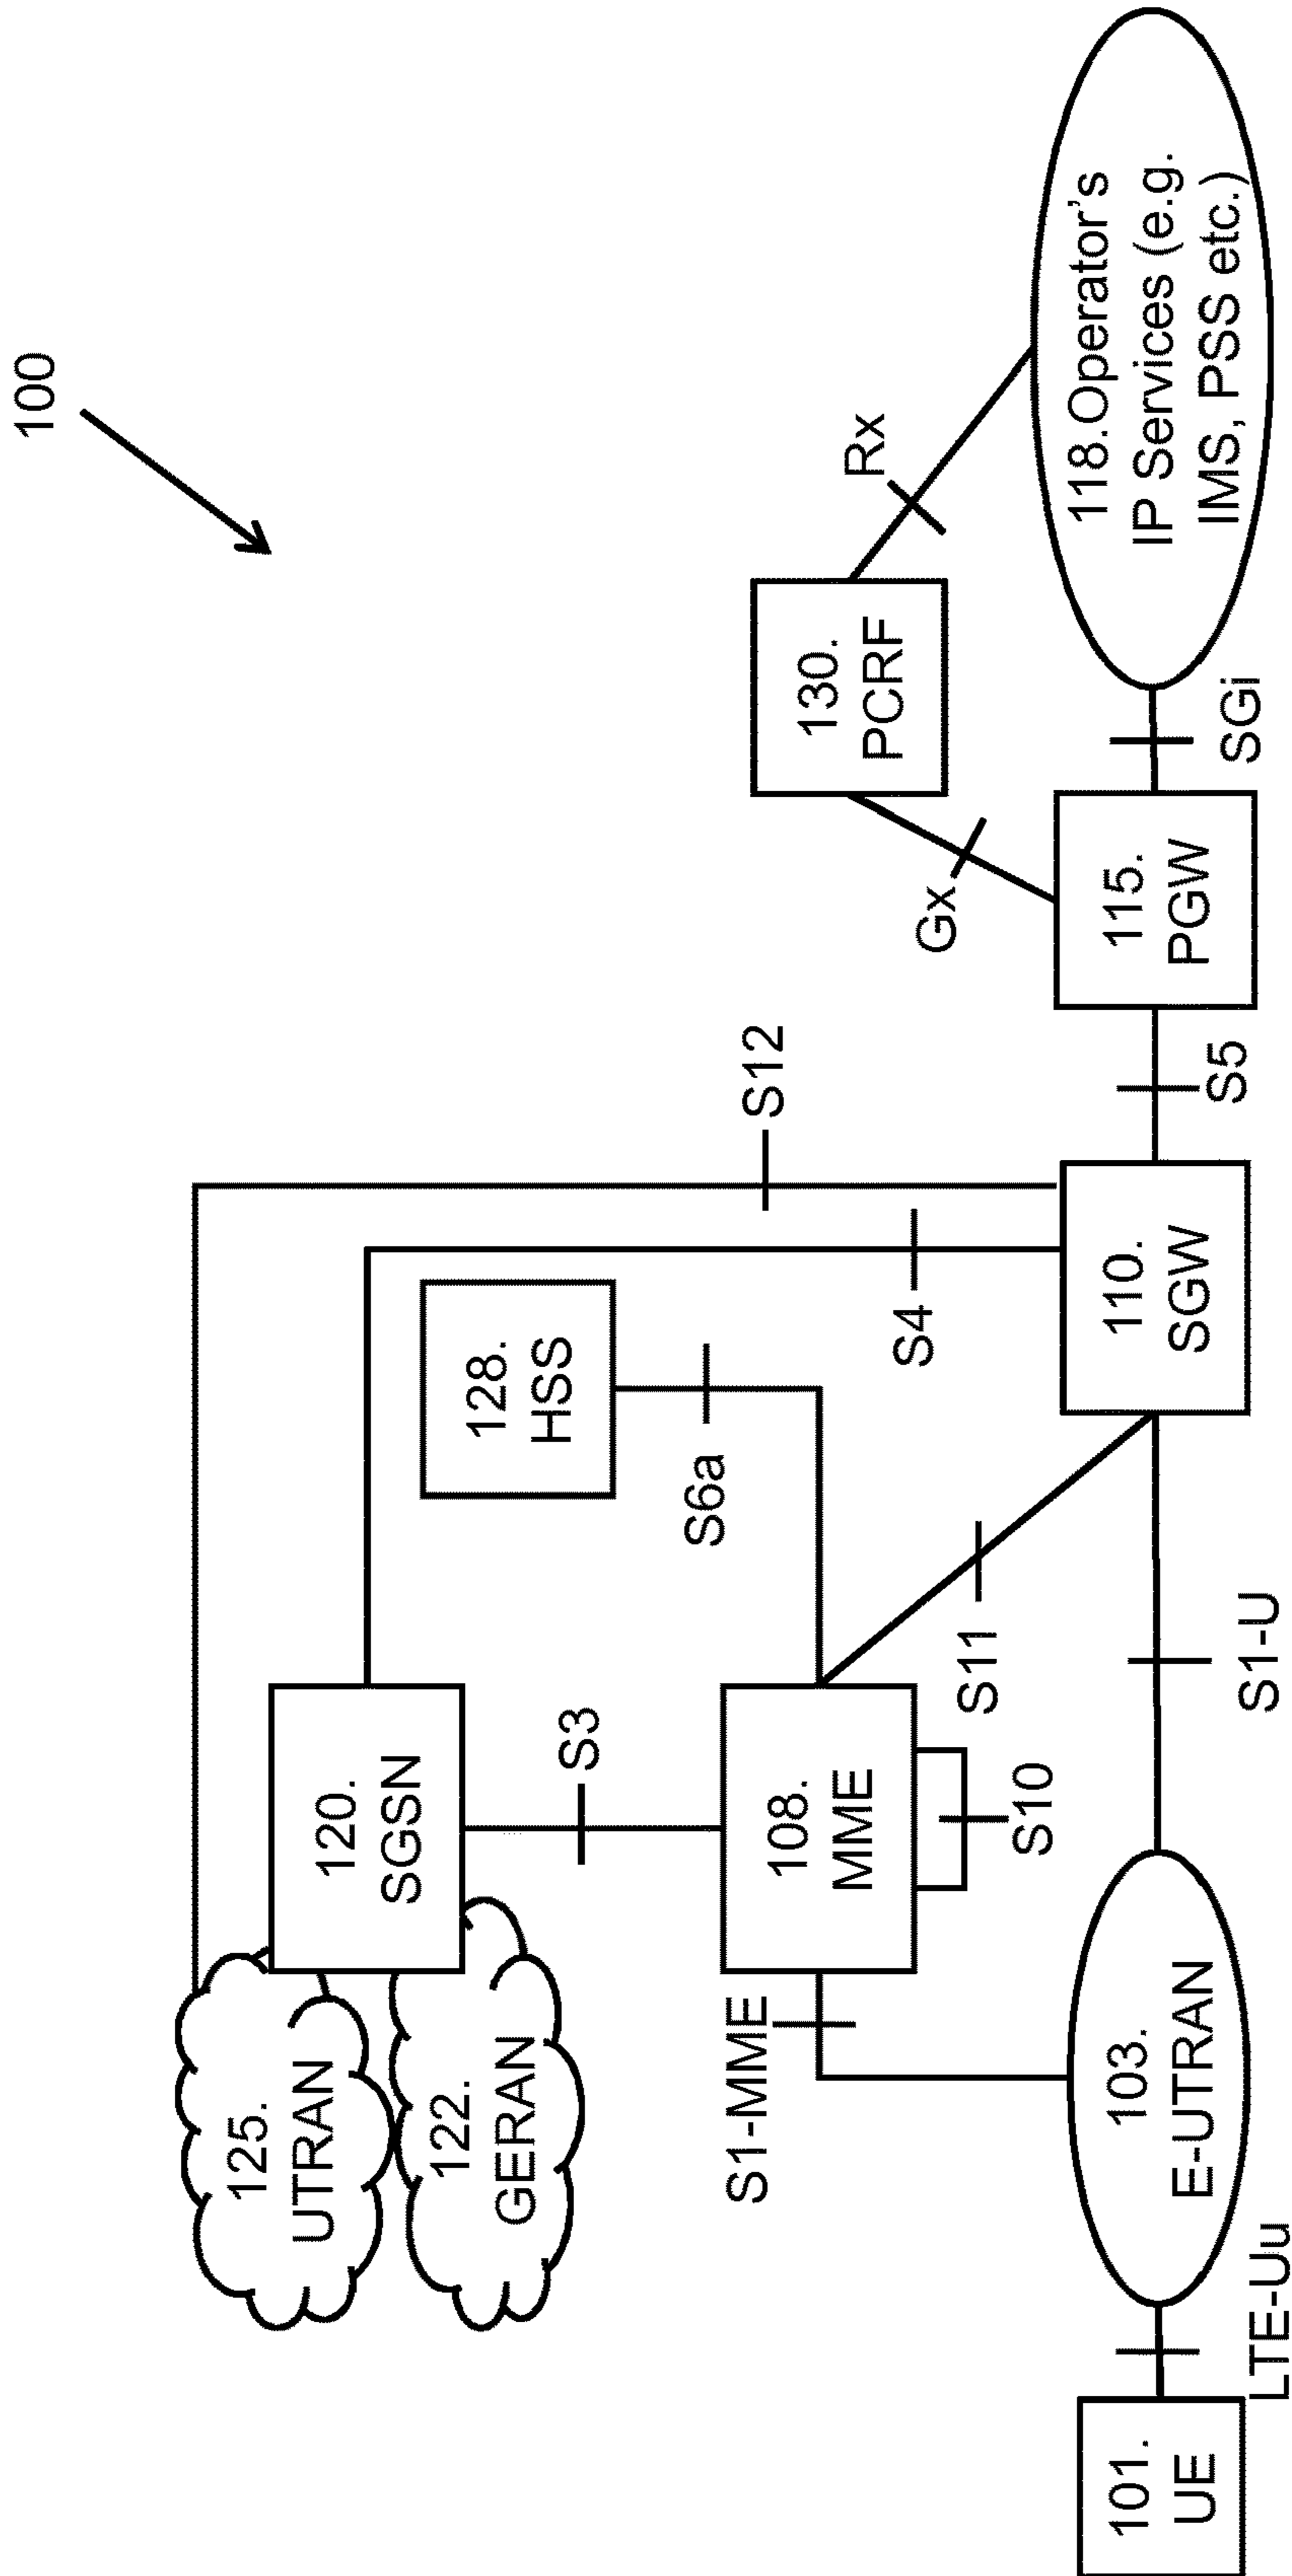 100
125.
UTRAN
120.
SGSN
122.
GERAN
S12
128.
HSS
S3
S6a
S4
130.
PCRF
Rx
Gx
S1-MME
108.
MME
S11
S10
101.
UE
LTE-Uu
103.
E-UTRAN
S1-U
110.
SGW
S5
115.
PGW
SGi
118.Operator's
IP Services (e.g.
IMS, PSS etc.)